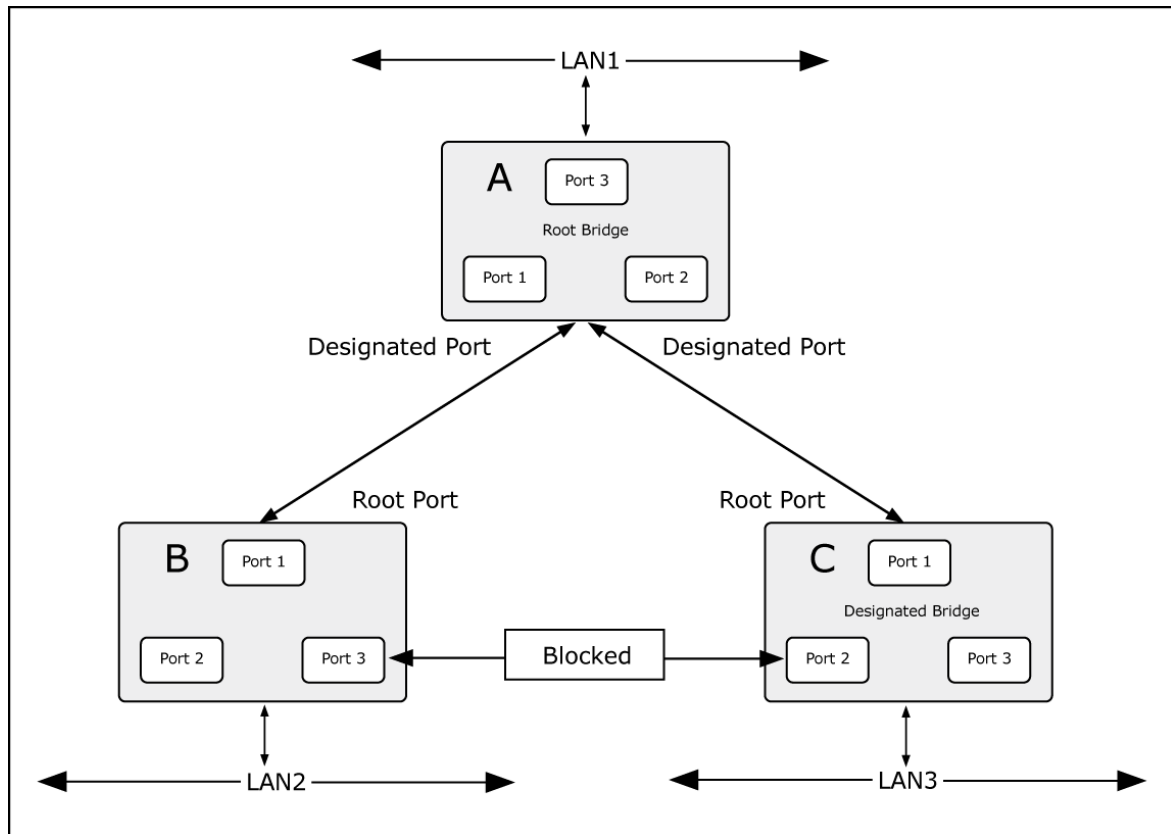 LAN1
A
Port 3
Root Bridge
Port 1 Port 2
Designated Port Designated Port
Root Port Root Port
B
Port 1
C
Port 1
Designated Bridge
Port 2 Port 3
Blocked
Port 2 Port 3
LAN2
LAN3